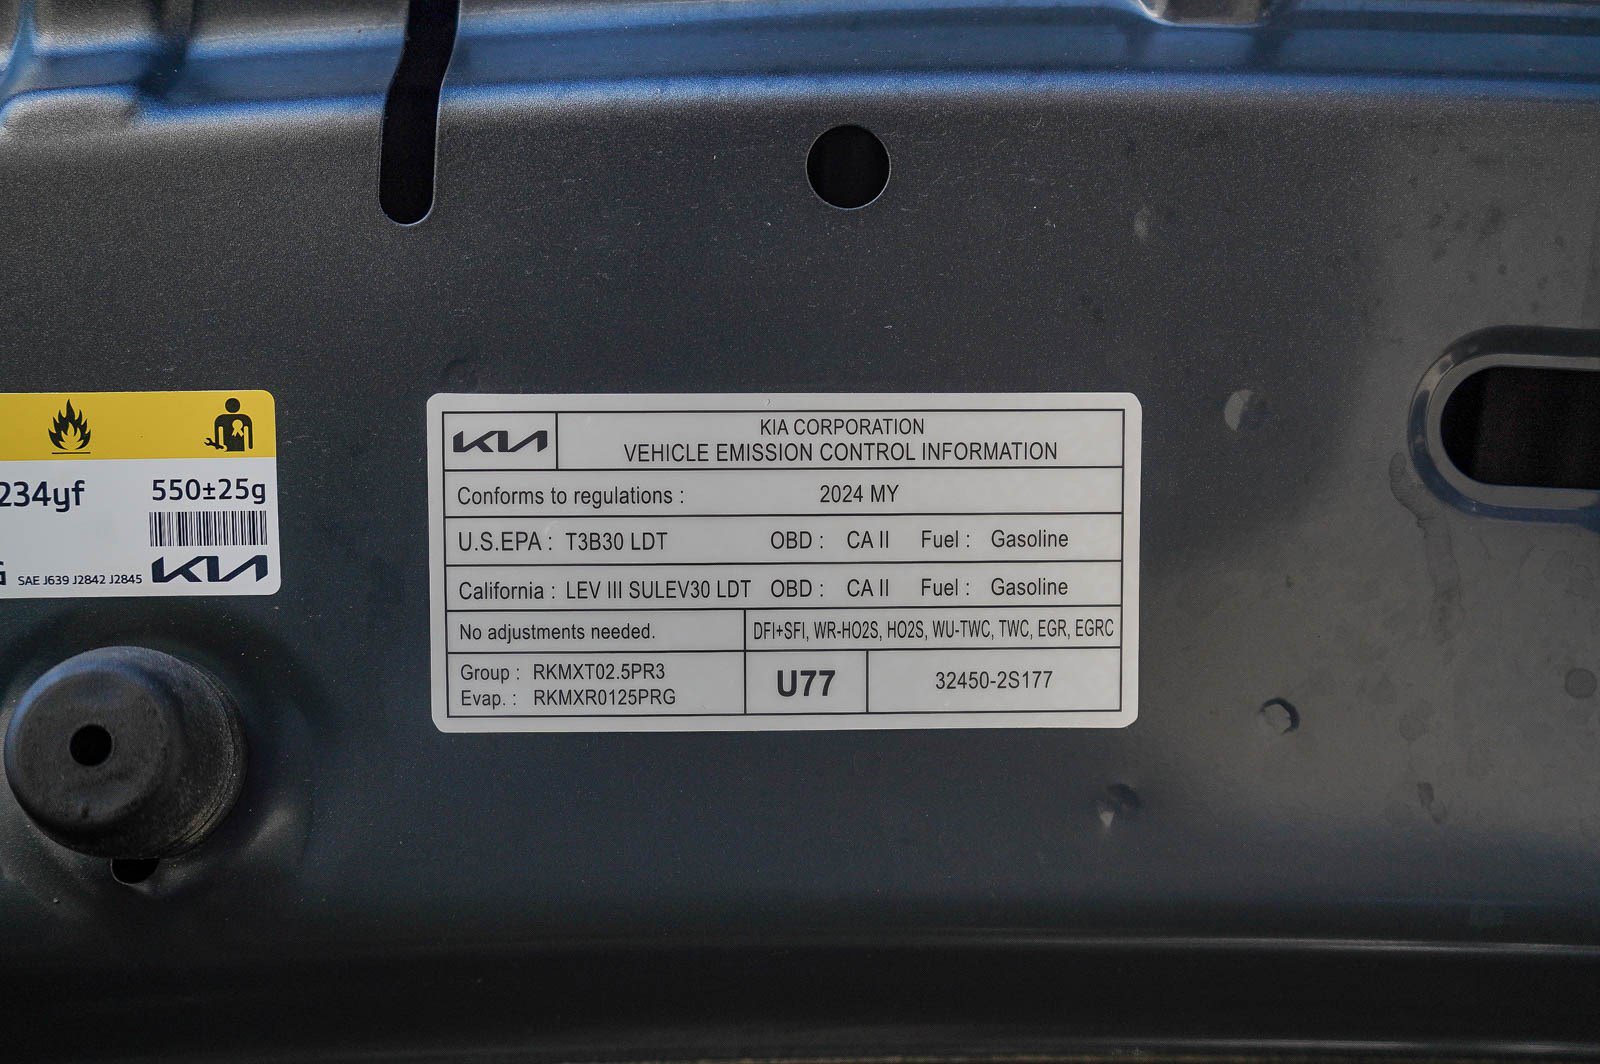 234yf
550±25g
SAE J639 J2842 J2845
KIA
KIA
KIA CORPORATION
VEHICLE EMISSION CONTROL INFORMATION
Conforms to regulations : 2024 MY
U.S.EPA : T3B30 LDT OBD : CA II Fuel : Gasoline
California : LEV III SULEV30 LDT OBD : CA II Fuel : Gasoline
No adjustments needed. DFI+SFI, WR-HO2S, HO2S, WU-TWC, TWC, EGR, EGRC
Group : RKMXT02.5PR3
Evap. : RKMXR0125PRG
U77
32450-2S177